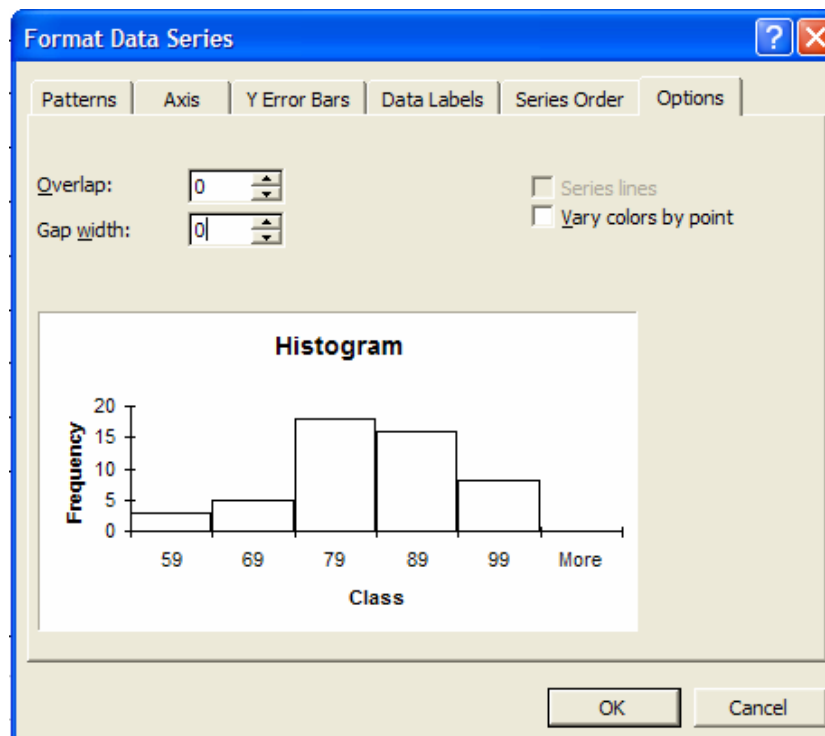 Format Data Series
?
Patterns Axis Y Error Bars Data Labels Series Order Options
Overlap: 0
Series lines
Gap width: 0
Vary colors by point
Histogram
Frequency
20
15
10
5
0
59 69 79 89 99 More
Class
OK Cancel